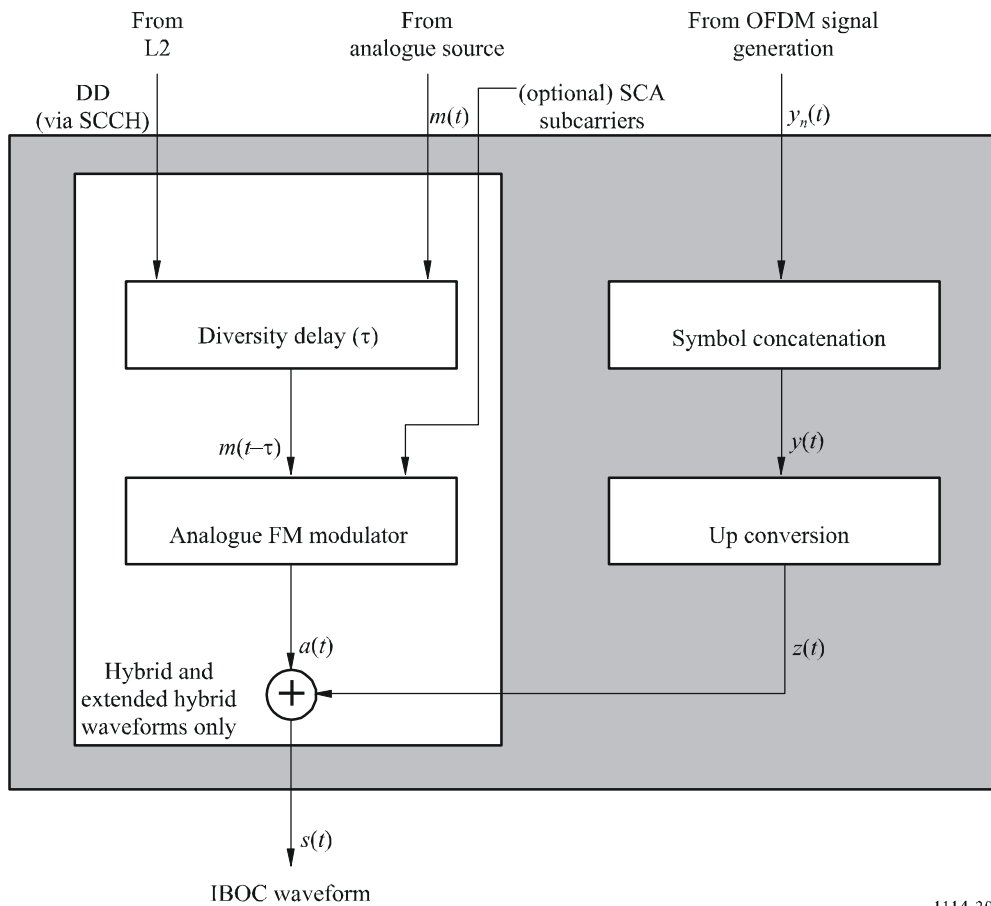 From
L2
From
analogue source
From OFDM signal
generation
DD
(via SCCH)
m(t)
(optional) SCA
subcarriers
yn(t)
Diversity delay (τ)
Symbol concatenation
m(t–τ)
y(t)
Analogue FM modulator
Up conversion
a(t)
z(t)
Hybrid and
extended hybrid
waveforms only
+
s(t)
IBOC waveform